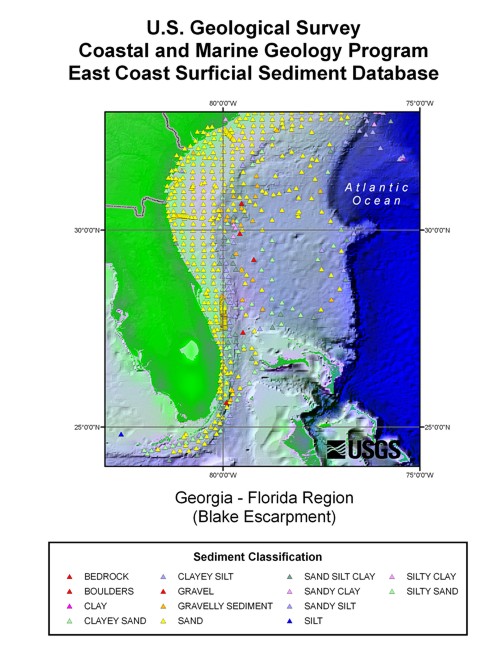 U.S. Geological Survey
Coastal and Marine Geology Program
East Coast Surficial Sediment Database
80°0'0"W 75°0'0"W
Atlantic
Ocean
30°0'0"N 30°0'0"N
25°0'0"N 25°0'0"N
USGS
80°0'0"W 75°0'0"W
Georgia - Florida Region
(Blake Escarpment)
Sediment Classification
BEDROCK CLAYEY SILT SAND SILT CLAY SILTY CLAY
BOULDERS GRAVEL SANDY CLAY SILTY SAND
CLAY GRAVELLY SEDIMENT SANDY SILT
CLAYEY SAND SAND SILT